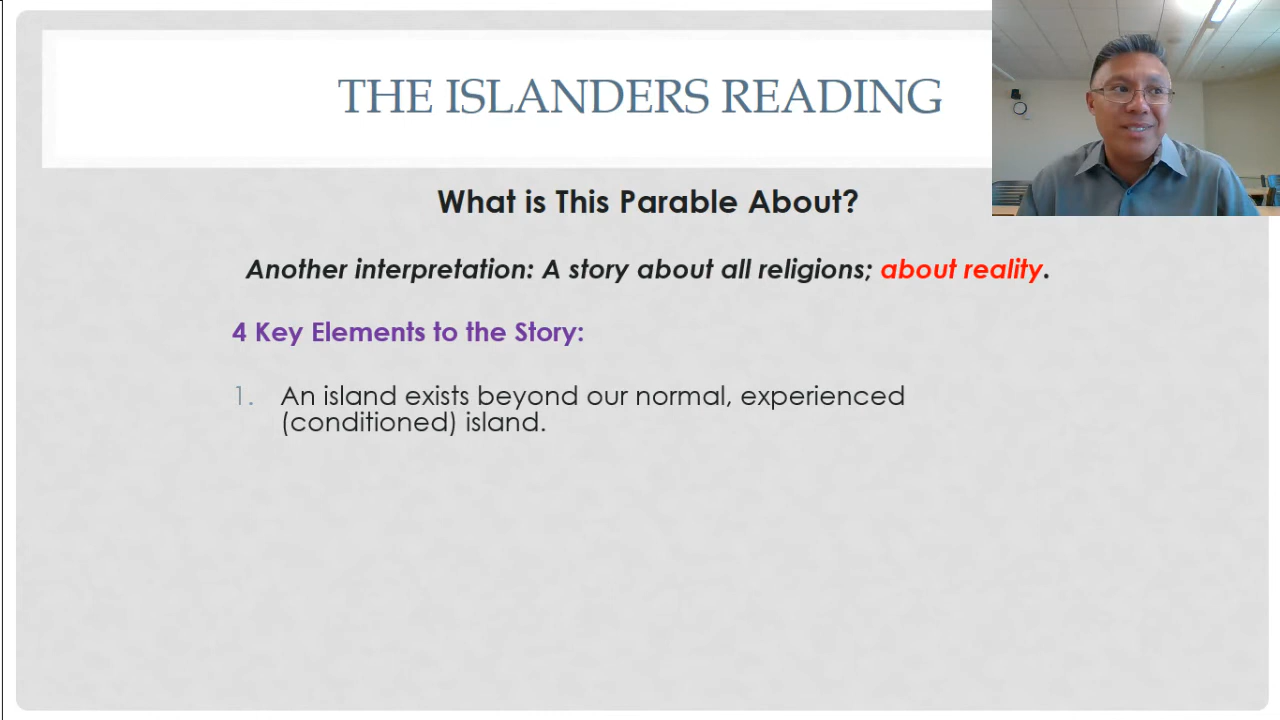 THE ISLANDERS READING
What is This Parable About?
Another interpretation: A story about all religions; about reality.
4 Key Elements to the Story:
1. An island exists beyond our normal, experienced
(conditioned) island.